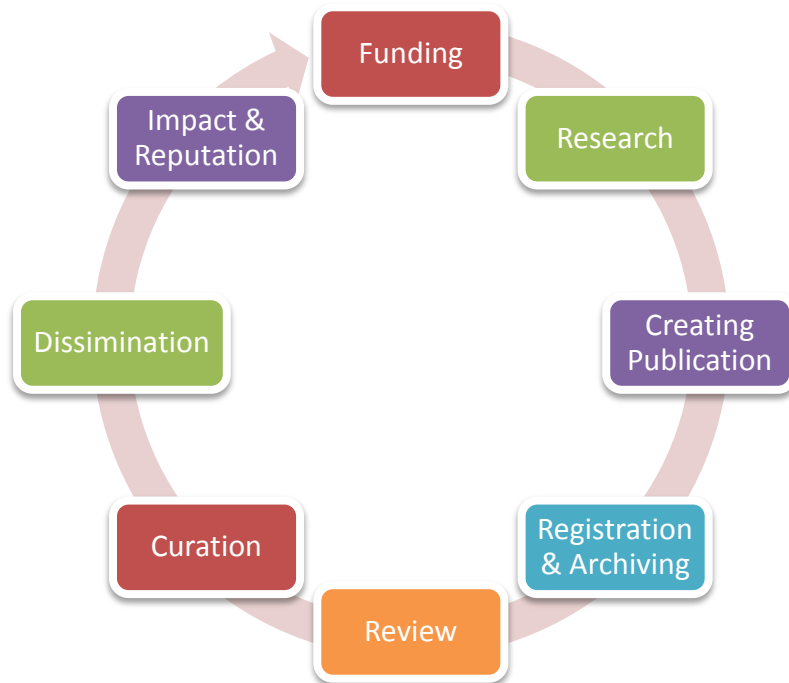 Funding
Research
Creating
Publication
Registration
& Archiving
Review
Curation
Dissimination
Impact &
Reputation